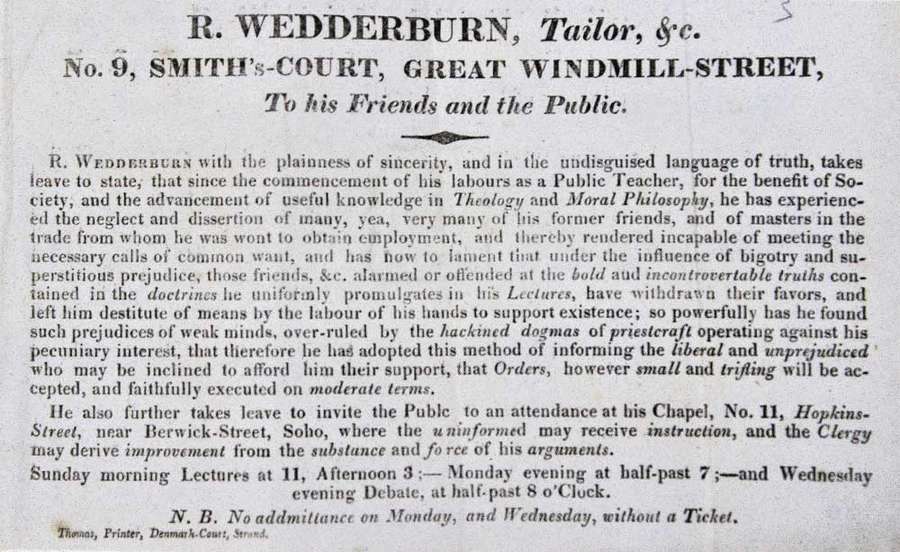 3
R. WEDDERBURN, Tailor, &c.
No. 9, SMITH's-COURT, GREAT WINDMILL-STREET,
To his Friends and the Public.
R. WEDDERBURN with the plainness of sincerity, and in the undisguised language of truth, takes
leave to state, that since the commencement of his labours as a Public Teacher, for the benefit of So-
ciety, and the advancement of useful knowledge in Theology and Moral Philosophy, he has experienc-
ed the neglect and dissertion of many, yea, very many of his former friends, and of masters in the
trade from whom he was wont to obtain employment, and thereby rendered incapable of meeting the
necessary calls of common want, and has now to lament that under the influence of bigotry and su-
perstitious prejudice, those friends, &c. alarmed or offended at the bold aud incontrovertable truths con-
tained in the doctrines he uniformly promulgates in his Lectures, have withdrawn their favors, and
left him destitute of means by the labour of his hands to support existence; so powerfully has he found
such prejudices of weak minds, over-ruled by the hackined dogmas of priestcraft operating against his
pecuniary interest, that therefore he has adopted this method of informing the liberal and unprejudiced
who may be inclined to afford him their support, that Orders, however small and trifling will be ac-
cepted, and faithfully executed on moderate terms.
He also further takes leave to invite the Publc to an attendance at his Chapel, No. 11, Hopkins-
Street, near Berwick-Street, Soho, where the uninformed may receive instruction, and the Clergy
may derive improvement from the substance and force of his arguments.
Sunday morning Lectures at 11, Afternoon 3;—Monday evening at half-past 7;—and Wednesday
evening Debate, at half-past 8 o'Clock.
N. B. No addmittance on Monday, and Wednesday, without a Ticket.
Thomas, Printer, Denmark-Court, Strand.